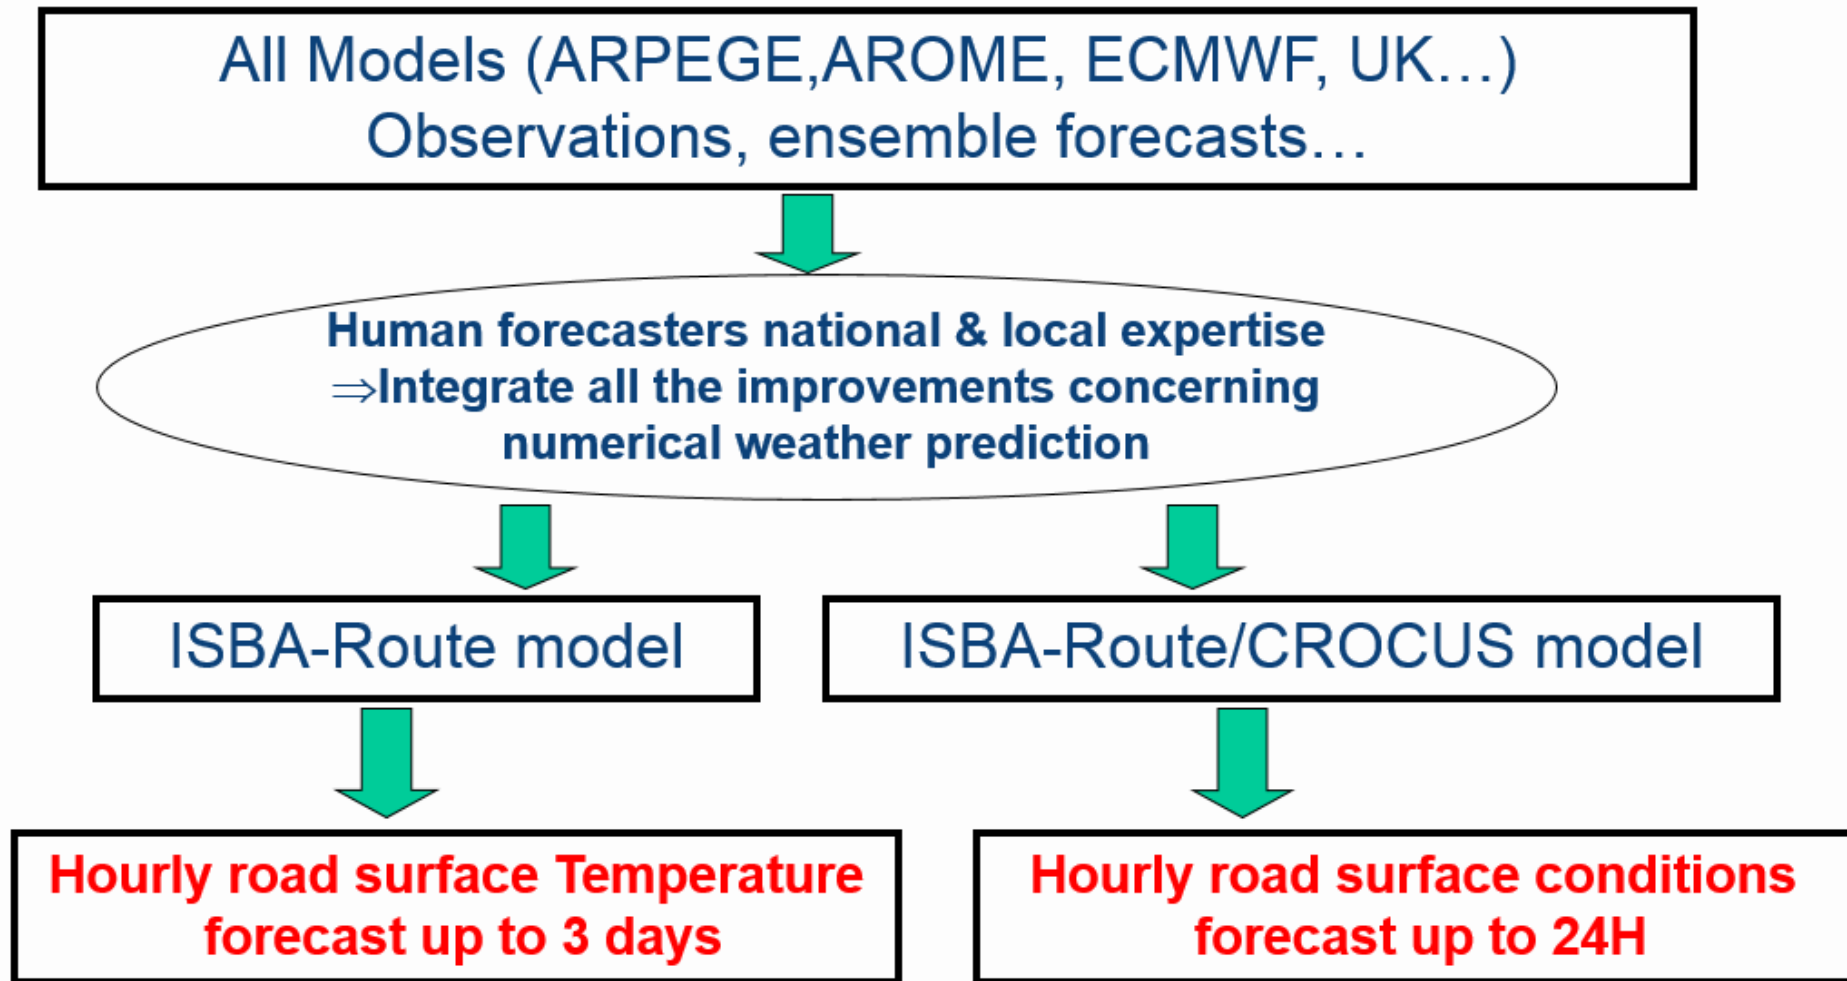 All Models (ARPEGE,AROME, ECMWF, UK…)
Observations, ensemble forecasts…
Human forecasters national & local expertise
⇒Integrate all the improvements concerning
numerical weather prediction
ISBA-Route model
ISBA-Route/CROCUS model
Hourly road surface Temperature
forecast up to 3 days
Hourly road surface conditions
forecast up to 24H